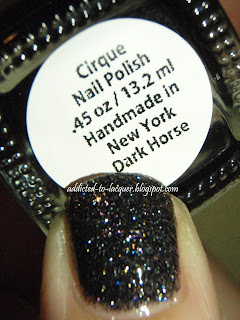 Cirque
Nail Polish
.45 oz / 13.2 ml
Handmade in
New York
Dark Horse
addicted-to-lacquer.blogspot.com